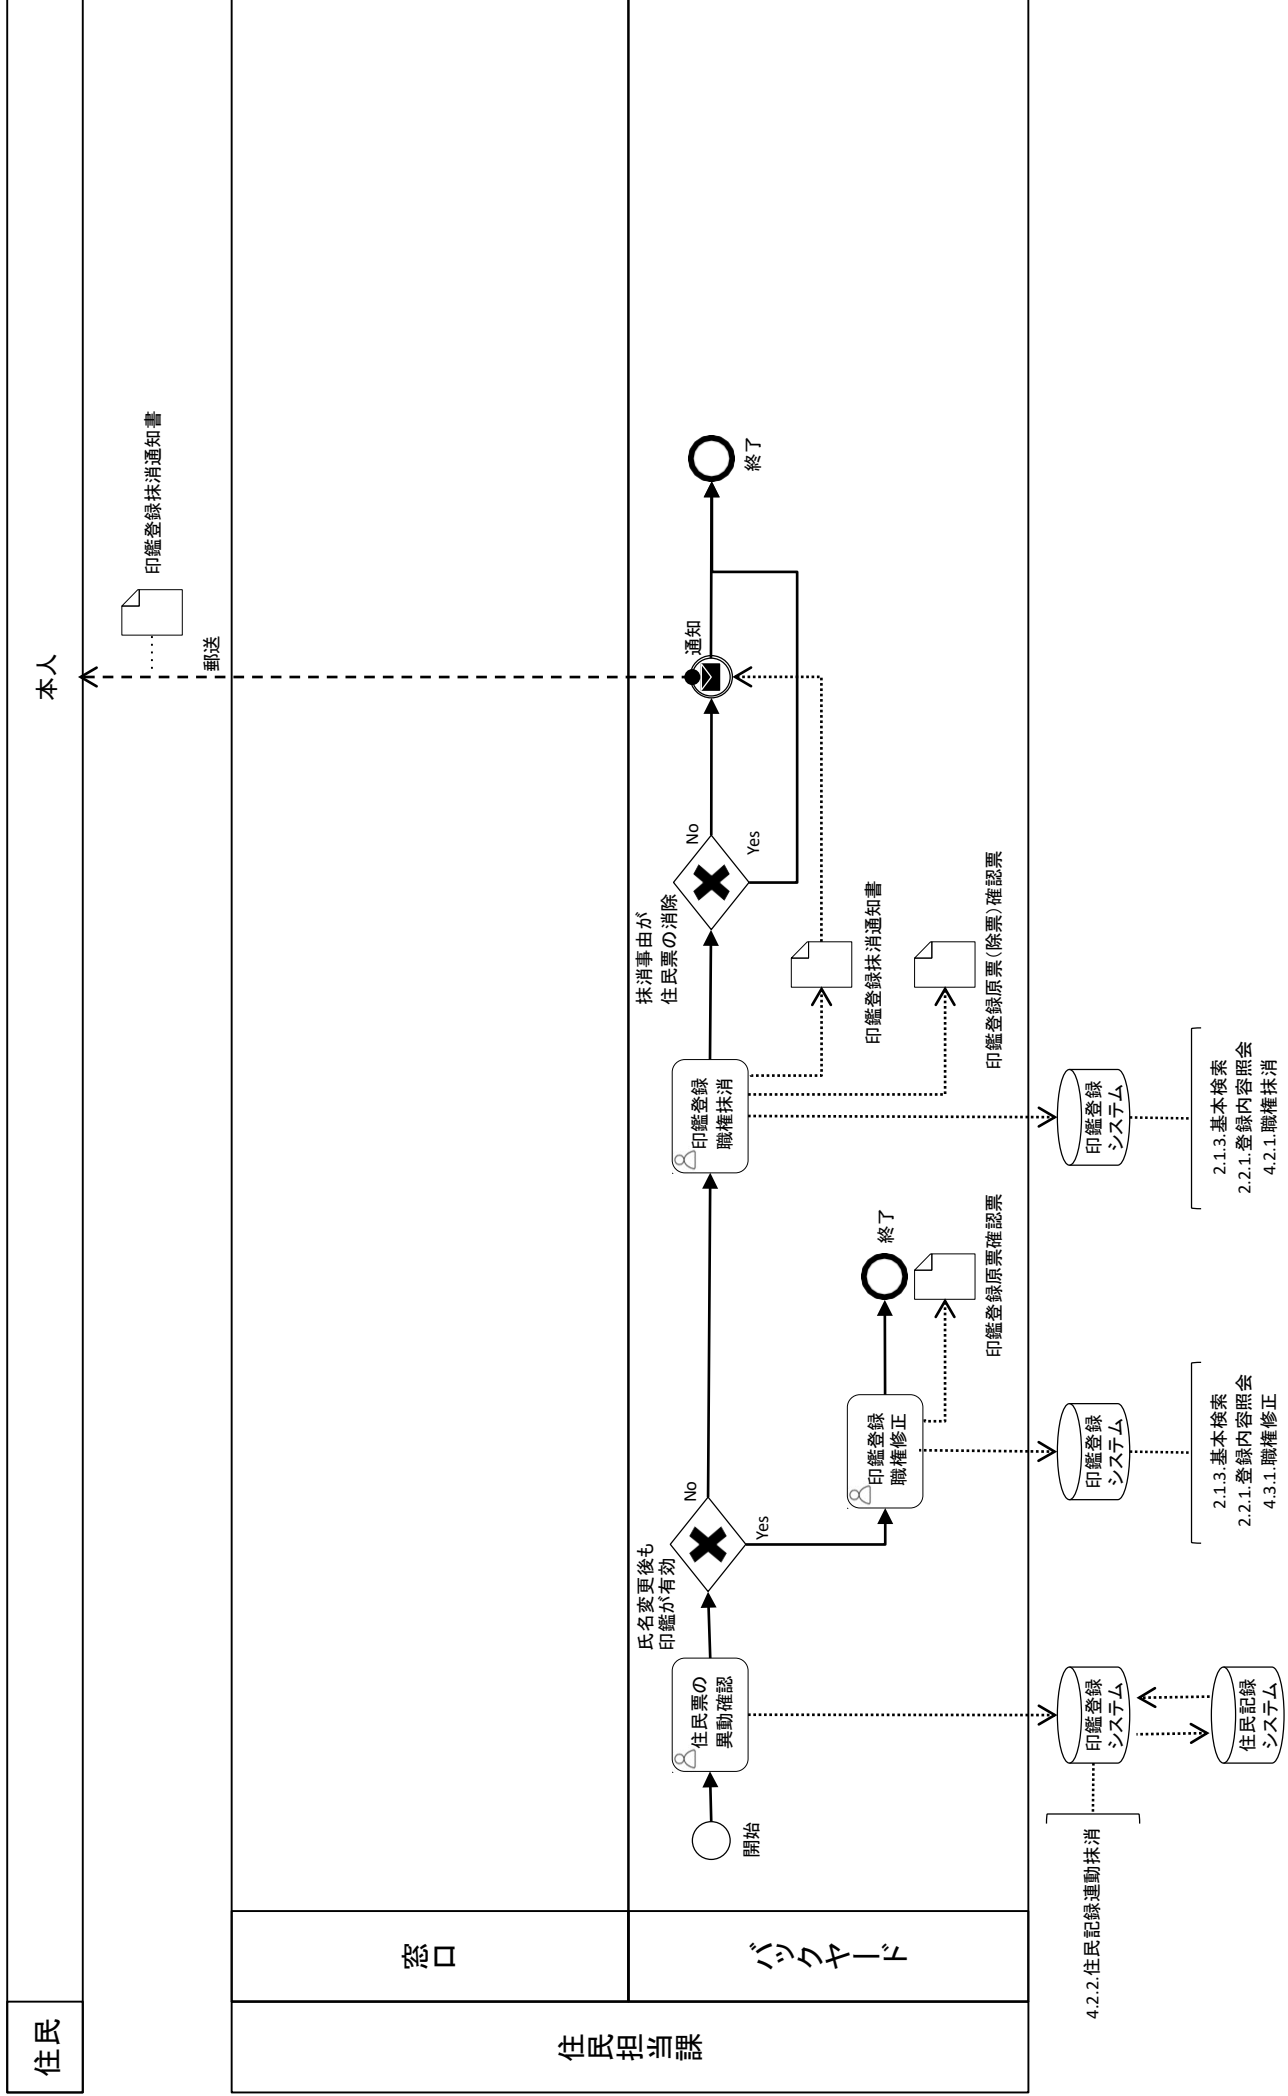 住民
本人
印鑑登録抹消通知書
郵送
住民担当課
窓口
バックヤード
開始
住民票の
異動確認
氏名変更後も
印鑑が有効
No
Yes
印鑑登録
職権修正
終了
印鑑登録原票確認票
印鑑登録
職権抹消
抹消事由が
住民票の消除
No
Yes
印鑑登録抹消通知書
印鑑登録原票（除票）確認票
通知
終了
4.2.2.住民記録連動抹消
印鑑登録
システム
住民記録
システム
印鑑登録
システム
2.1.3.基本検索
2.2.1.登録内容照会
4.3.1.職権修正
印鑑登録
システム
2.1.3.基本検索
2.2.1.登録内容照会
4.2.1.職権抹消